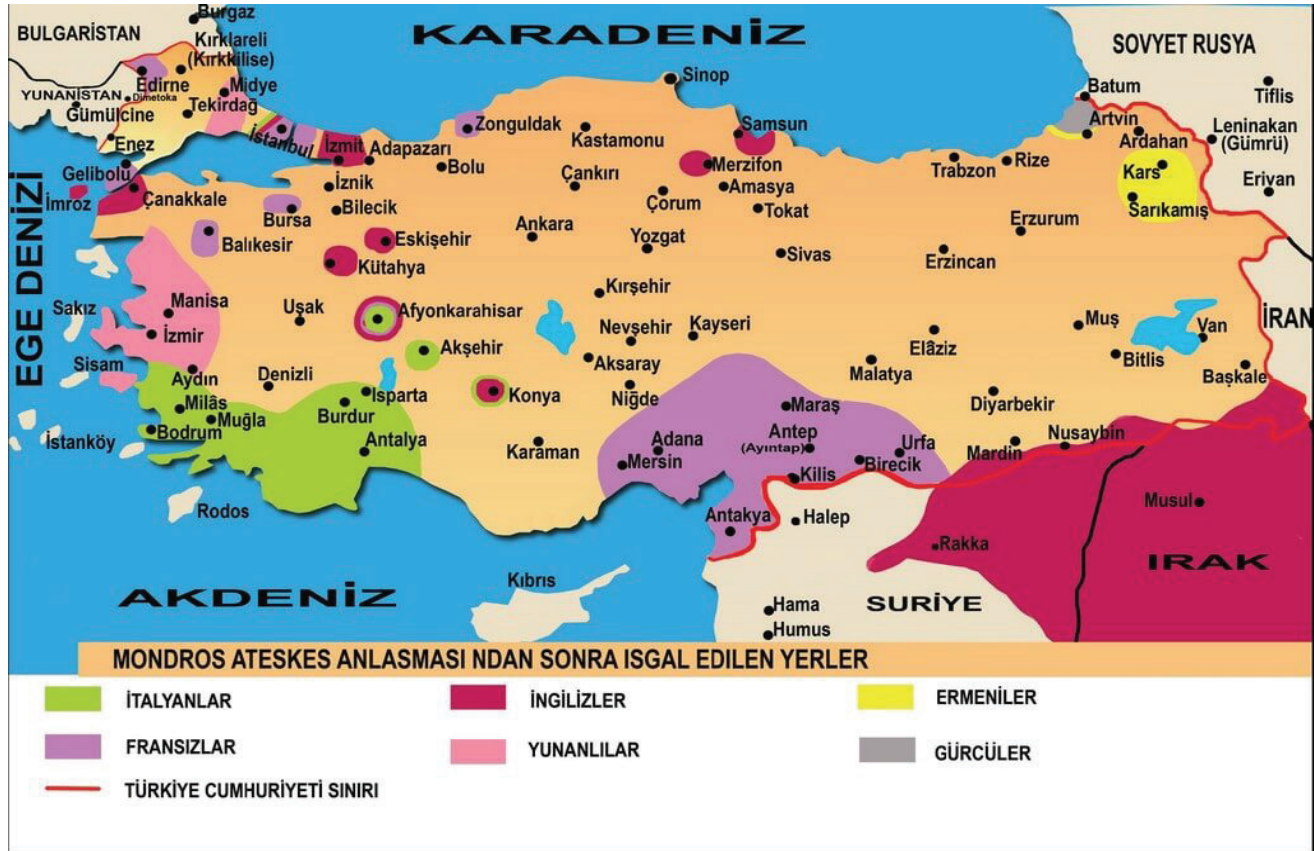 BULGARİSTAN
Burgaz
Kırklareli
(Kırkkilise)
KARADENİZ
SOVYET RUSYA
Edirne
YUNANİSTAN
Dimetoka
Gümülcine
Midye
Tekirdağ
Enez
İstanbul
İzmit
Adapazarı
Zonguldak
Bolu
Kastamonu
Sinop
Samsun
Merzifon
Amasya
Çankırı
Çorum
Tokat
Trabzon
Rize
Batum
Artvin
Ardahan
Tiflis
Leninakan
(Gümrü)
Kars
Sarıkamış
Erivan
Gelibolu
İmroz
Çanakkale
İznik
Bilecik
Bursa
Balıkesir
Eskişehir
Kütahya
Ankara
Yozgat
Sivas
Erzurum
Erzincan
EGE DENİZİ
Sakız
Manisa
İzmir
Uşak
Afyonkarahisar
Kırşehir
Nevşehir
Kayseri
Akşehir
Aksaray
Niğde
Elâziz
Malatya
Muş
Bitlis
Van
Başkale
İRAN
Sisam
Aydın
Denizli
Isparta
Burdur
Konya
Milâs
Muğla
Bodrum
Antalya
Karaman
İstanköy
Rodos
Maraş
Adana
Mersin
Antep
(Ayıntap)
Urfa
Birecik
Kilis
Diyarbekir
Mardin
Nusaybin
Antakya
Halep
Rakka
Musul
IRAK
AKDENİZ
Kıbrıs
Hama
Humus
SURİYE
MONDROS ATESKES ANLASMASI NDAN SONRA ISGAL EDILEN YERLER
İTALYANLAR
İNGİLİZLER
ERMENİLER
FRANSIZLAR
YUNANLILAR
GÜRCÜLER
TÜRKİYE CUMHURİYETİ SINIRI